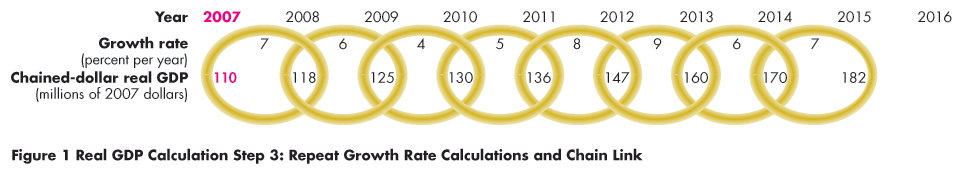 Year 2007 2008 2009 2010 2011 2012 2013 2014 2015 2016
Growth rate 7 6 4 5 8 9 6 7
(percent per year)
Chained-dollar real GDP 110 118 125 130 136 147 160 170 182
(millions of 2007 dollars)
Figure 1 Real GDP Calculation Step 3: Repeat Growth Rate Calculations and Chain Link